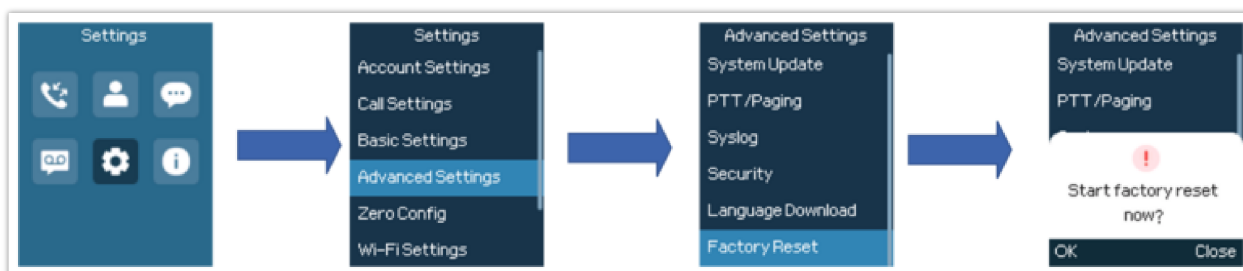 Settings
Settings
Account Settings
Call Settings
Basic Settings
Advanced Settings
Zero Config
Wi-Fi Settings
Advanced Settings
System Update
PTT/Paging
Syslog
Security
Language Download
Factory Reset
Advanced Settings
System Update
PTT/Paging
Start factory reset
now?
OK
Close